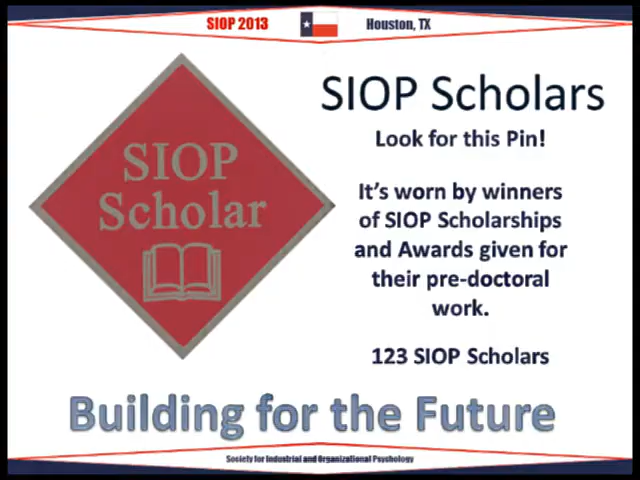 SIOP 2013 Houston, TX
SIOP Scholars
Look for this Pin!
SIOP
Scholar
It's worn by winners
of SIOP Scholarships
and Awards given for
their pre-doctoral
work.
123 SIOP Scholars
Building for the Future
Society for Industrial and Organizational Psychology